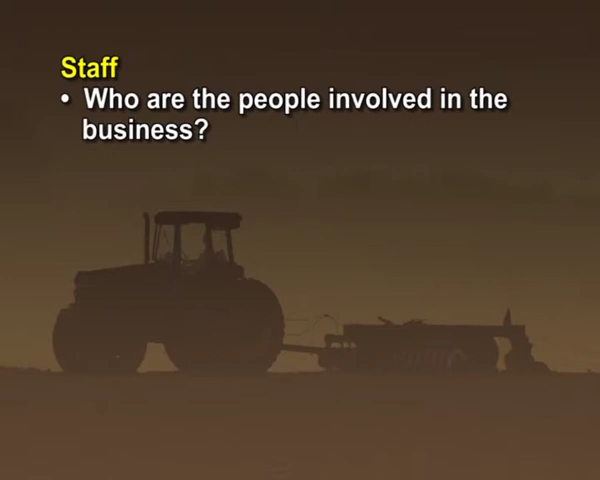 Staff
• Who are the people involved in the
business?